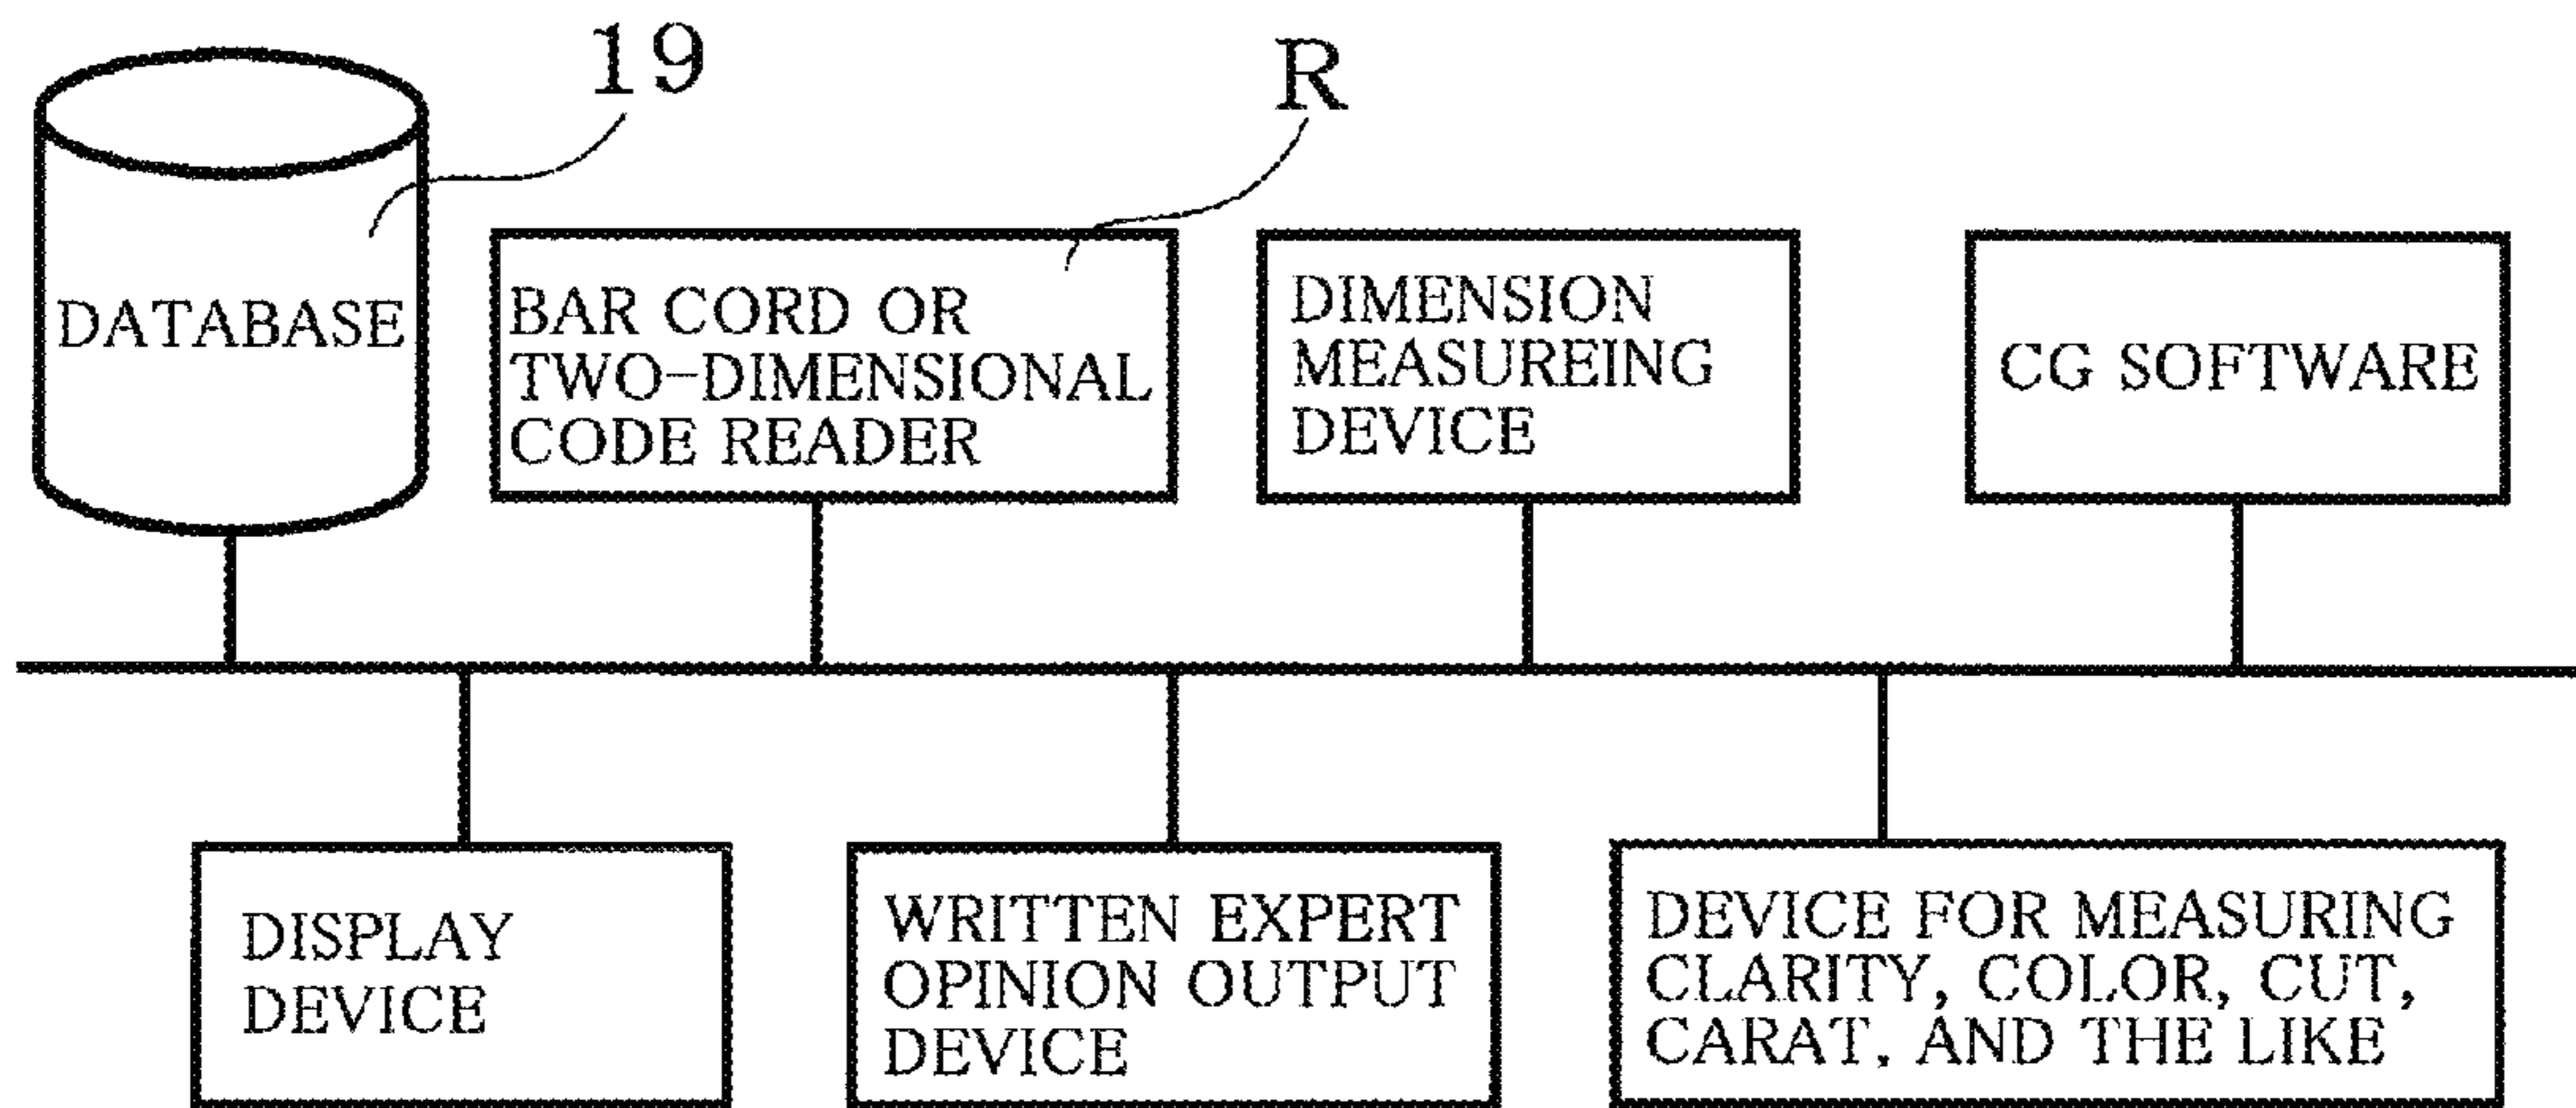 19
R
DATABASE
BAR CORD OR
TWO-DIMENSIONAL
CODE READER
DIMENSION
MEASUREING
DEVICE
CG SOFTWARE
DISPLAY
DEVICE
WRITTEN EXPERT
OPINION OUTPUT
DEVICE
DEVICE FOR MEASURING
CLARITY, COLOR, CUT,
CARAT, AND THE LIKE